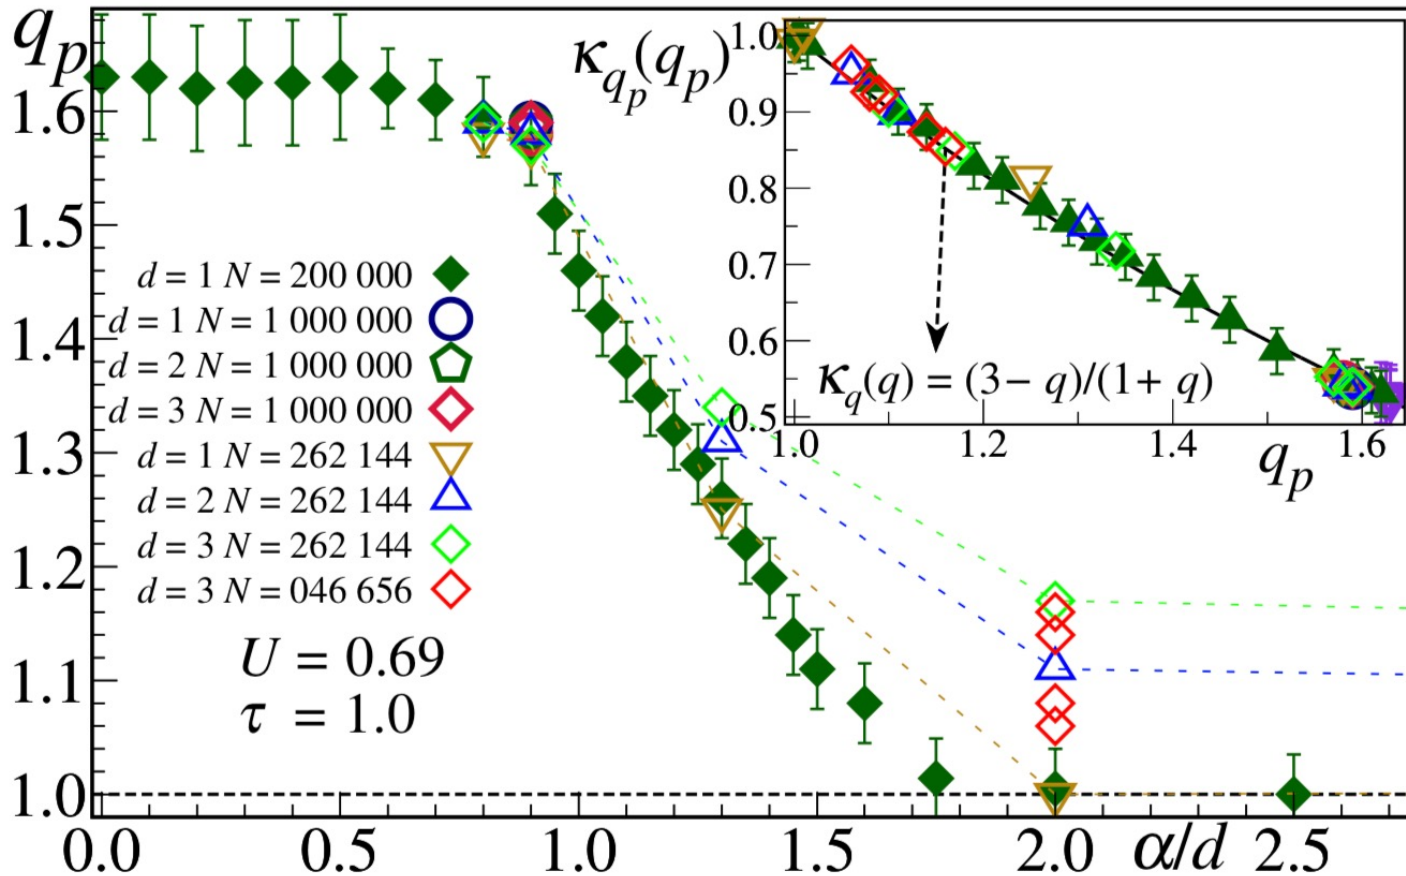 qₚ
1.6
1.5
1.4
1.3
1.2
1.1
1.0
d = 1 N = 200 000
d = 1 N = 1 000 000
d = 2 N = 1 000 000
d = 3 N = 1 000 000
d = 1 N = 262 144
d = 2 N = 262 144
d = 3 N = 262 144
d = 3 N = 046 656
U = 0.69
τ = 1.0
0.0 0.5 1.0 1.5 2.0 α/d 2.5
κ_{qₚ}(qₚ)
1.0
0.9
0.8
0.7
0.6
0.5
κ_q(q) = (3 − q)/(1 + q)
1.0 1.2 1.4 1.6
qₚ